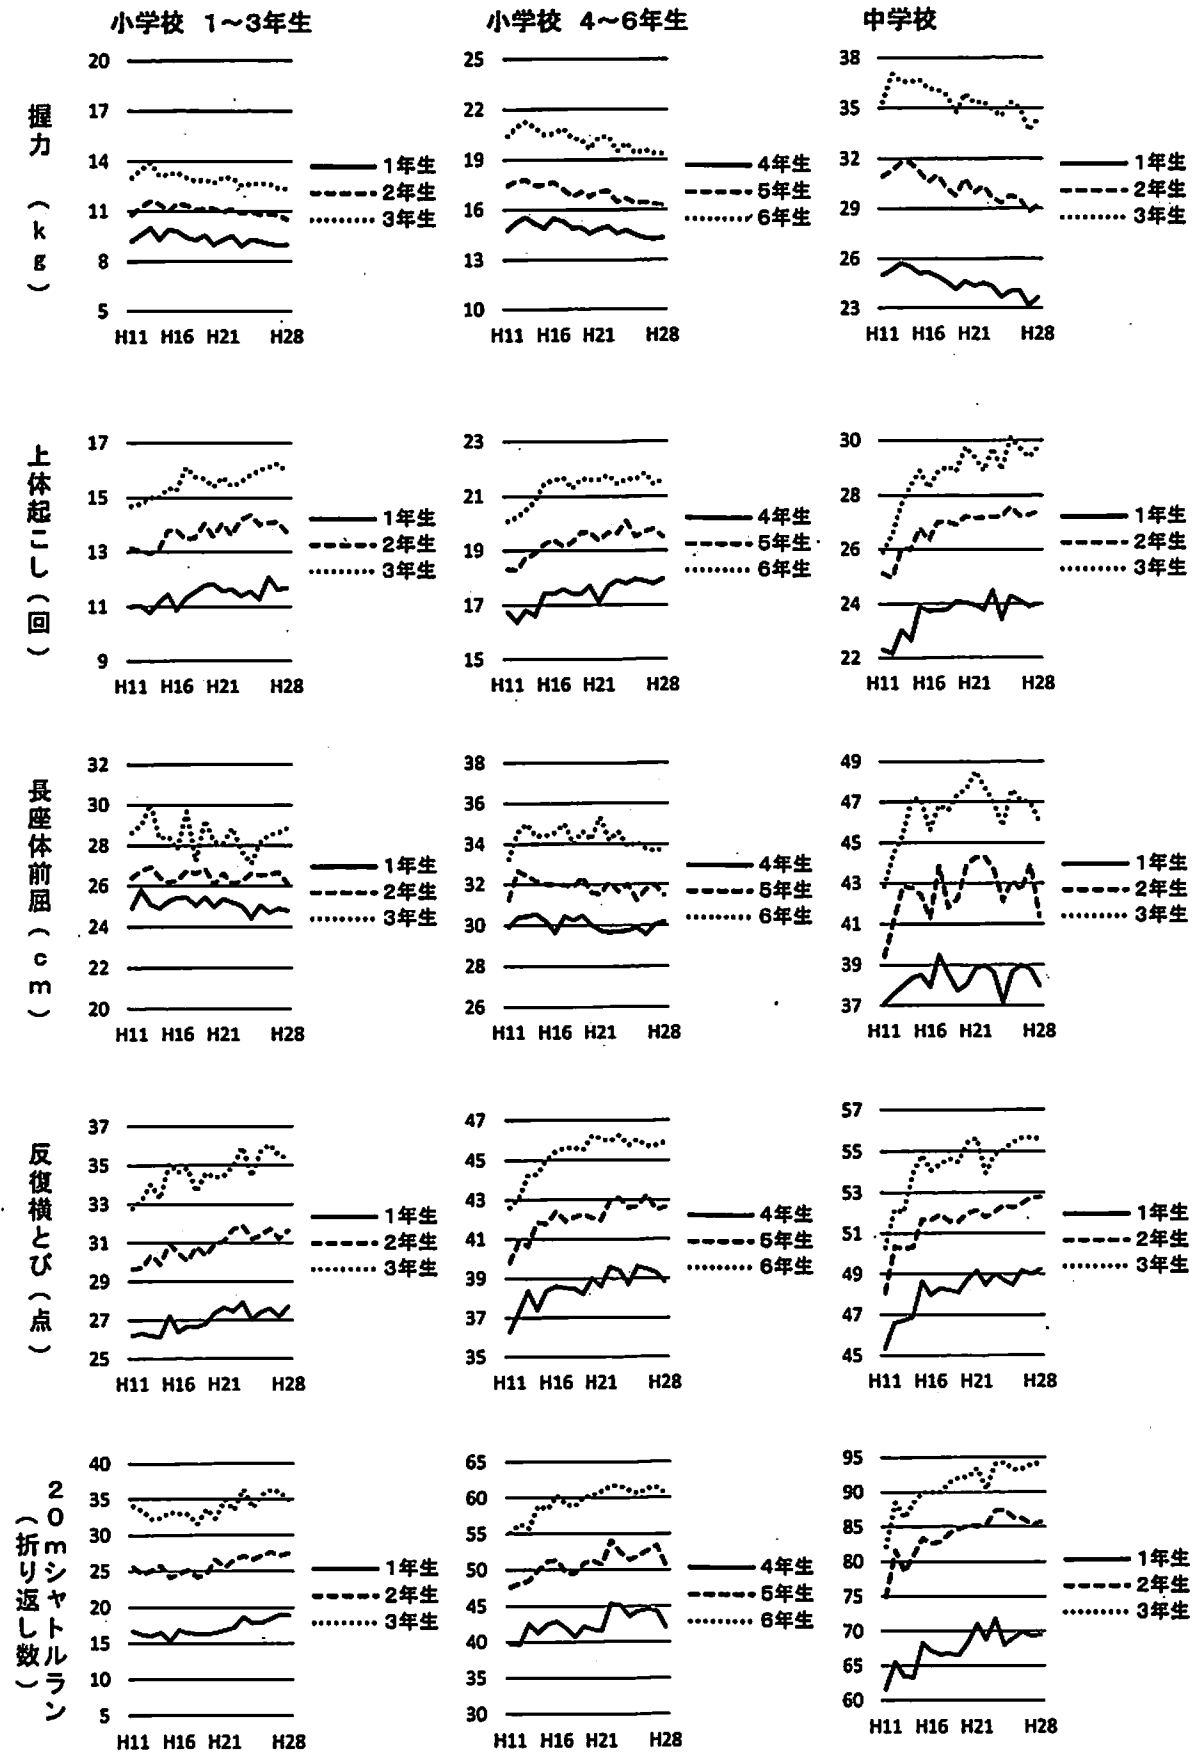 小学校 1～3年生
小学校 4～6年生
中学校
握力 (kg)
20
17
14
11
8
5
H11 H16 H21 H28
1年生
2年生
3年生
25
22
19
16
13
10
H11 H16 H21 H28
4年生
5年生
6年生
38
35
32
29
26
23
H11 H16 H21 H28
1年生
2年生
3年生
上体起こし(回)
17
15
13
11
9
H11 H16 H21 H28
1年生
2年生
3年生
23
21
19
17
15
H11 H16 H21 H28
4年生
5年生
6年生
30
28
26
24
22
H11 H16 H21 H28
1年生
2年生
3年生
長座体前屈(cm)
32
30
28
26
24
22
20
H11 H16 H21 H28
1年生
2年生
3年生
38
36
34
32
30
28
26
H11 H16 H21 H28
4年生
5年生
6年生
49
47
45
43
41
39
37
H11 H16 H21 H28
1年生
2年生
3年生
反復横とび(点)
37
35
33
31
29
27
25
H11 H16 H21 H28
1年生
2年生
3年生
47
45
43
41
39
37
35
H11 H16 H21 H28
4年生
5年生
6年生
57
55
53
51
49
47
45
H11 H16 H21 H28
1年生
2年生
3年生
20mシャトルラン
(折り返し数)
40
35
30
25
20
15
10
5
H11 H16 H21 H28
1年生
2年生
3年生
65
60
55
50
45
40
35
30
H11 H16 H21 H28
4年生
5年生
6年生
95
90
85
80
75
70
65
60
H11 H16 H21 H28
1年生
2年生
3年生